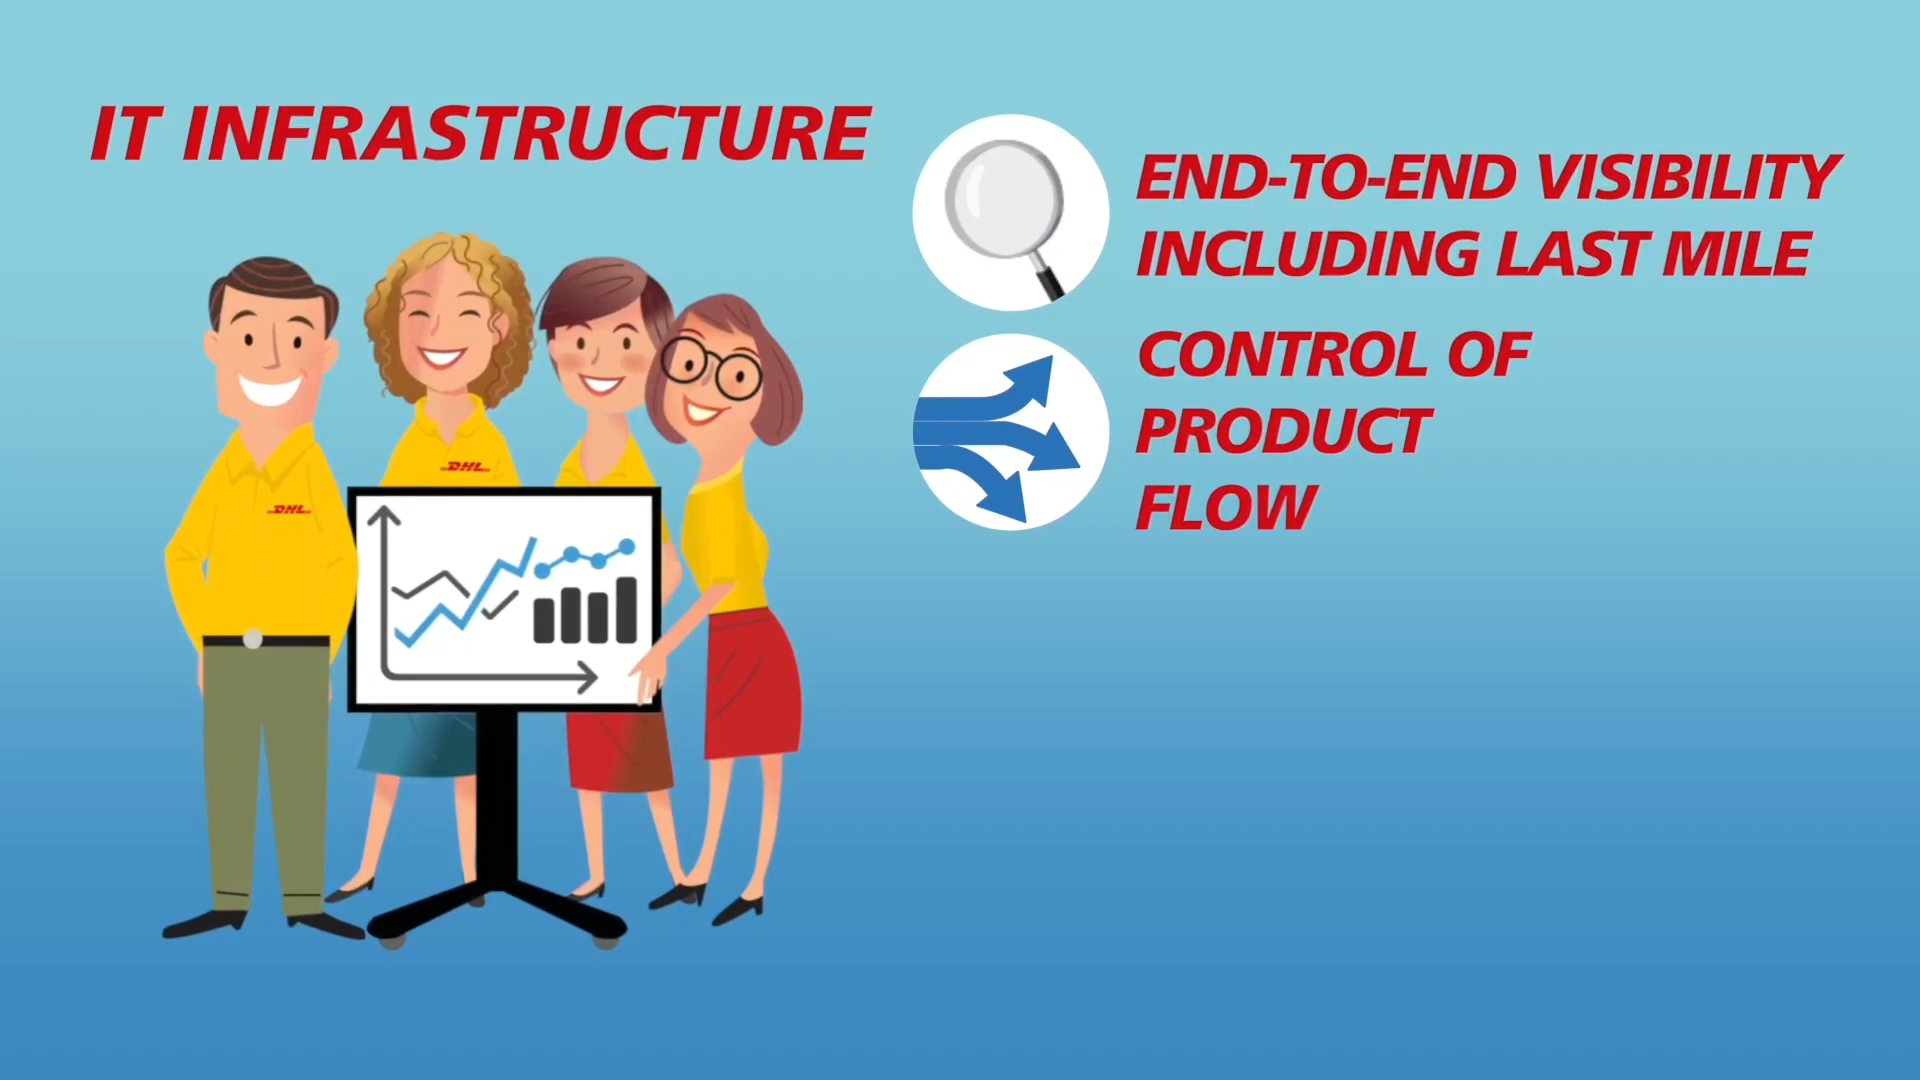 IT INFRASTRUCTURE
END-TO-END VISIBILITY
INCLUDING LAST MILE
CONTROL OF
PRODUCT
FLOW
DHL
DHL